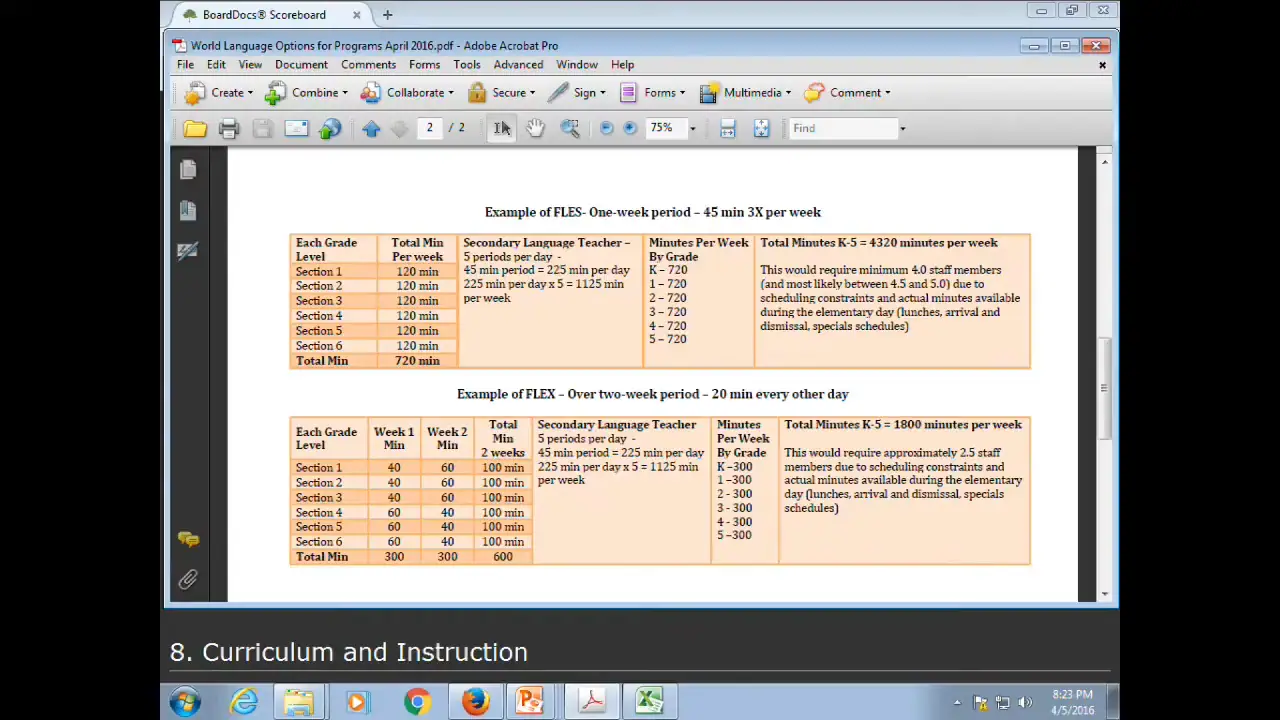 BoardDocs® Scoreboard
World Language Options for Programs April 2016.pdf - Adobe Acrobat Pro
File Edit View Document Comments Forms Tools Advanced Window Help
Create Combine Collaborate Secure Sign Forms Multimedia Comment
2 / 2 75% Find
Example of FLES- One-week period – 45 min 3X per week
Each Grade Level
Total Min Per week
Section 1 120 min
Section 2 120 min
Section 3 120 min
Section 4 120 min
Section 5 120 min
Section 6 120 min
Total Min 720 min
Secondary Language Teacher –
5 periods per day -
45 min period = 225 min per day
225 min per day x 5 = 1125 min
per week
Minutes Per Week
By Grade
K – 720
1 – 720
2 – 720
3 – 720
4 – 720
5 – 720
Total Minutes K-5 = 4320 minutes per week
This would require minimum 4.0 staff members
(and most likely between 4.5 and 5.0) due to
scheduling constraints and actual minutes available
during the elementary day (lunches, arrival and
dismissal, specials schedules)
Example of FLEX – Over two-week period – 20 min every other day
Each Grade Level
Week 1 Min
Week 2 Min
Total Min 2 weeks
Section 1 40 60 100 min
Section 2 40 60 100 min
Section 3 40 60 100 min
Section 4 60 40 100 min
Section 5 60 40 100 min
Section 6 60 40 100 min
Total Min 300 300 600
Secondary Language Teacher
5 periods per day -
45 min period = 225 min per day
225 min per day x 5 = 1125 min
per week
Minutes
Per Week
By Grade
K –300
1 –300
2 - 300
3 - 300
4 - 300
5 –300
Total Minutes K-5 = 1800 minutes per week
This would require approximately 2.5 staff
members due to scheduling constraints and
actual minutes available during the elementary
day (lunches, arrival and dismissal, specials
schedules)
8. Curriculum and Instruction
8:23 PM
4/5/2016